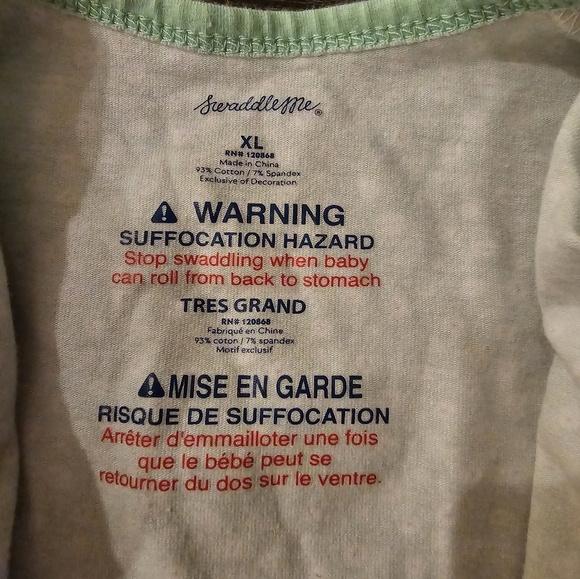 SwaddleMe®
XL
RN# 120868
Made in China
93% Cotton / 7% Spandex
Exclusive of Decoration
WARNING
SUFFOCATION HAZARD
Stop swaddling when baby
can roll from back to stomach
TRES GRAND
RN# 120868
Fabriqué en Chine
93% coton / 7% spandex
Motif exclusif
MISE EN GARDE
RISQUE DE SUFFOCATION
Arrêter d'emmailloter une fois
que le bébé peut se
retourner du dos sur le ventre.